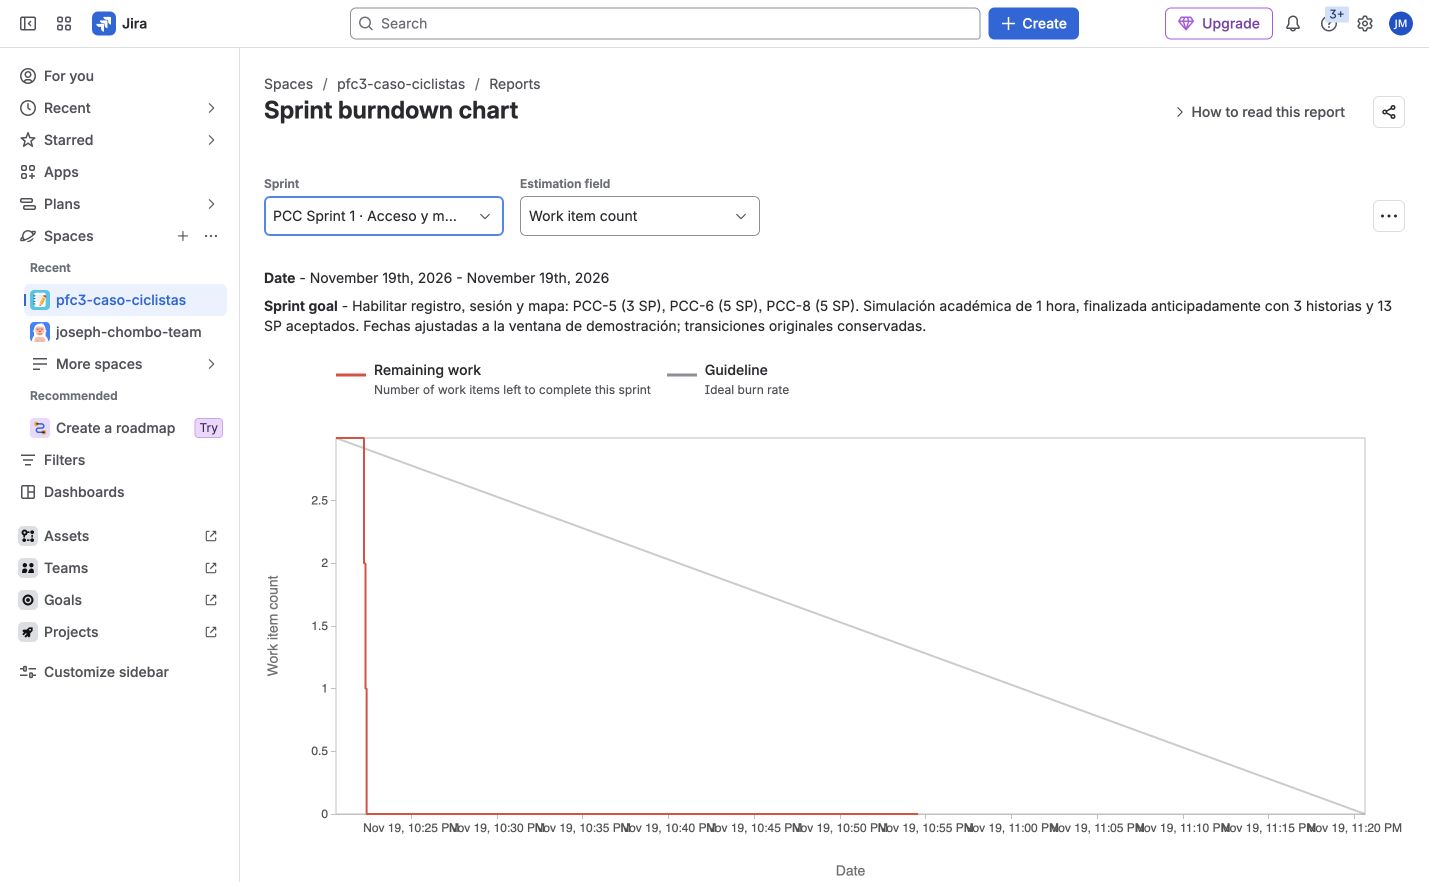 Jira
Search
Create
Upgrade
3+
JM
For you
Recent
Starred
Apps
Plans
Spaces
Recent
pfc3-caso-ciclistas
joseph-chombo-team
More spaces
Recommended
Create a roadmap
Try
Filters
Dashboards
Assets
Teams
Goals
Projects
Customize sidebar
Spaces / pfc3-caso-ciclistas / Reports
Sprint burndown chart
How to read this report
Sprint
Estimation field
PCC Sprint 1 · Acceso y m...
Work item count
Date - November 19th, 2026 - November 19th, 2026
Sprint goal - Habilitar registro, sesión y mapa: PCC-5 (3 SP), PCC-6 (5 SP), PCC-8 (5 SP). Simulación académica de 1 hora, finalizada anticipadamente con 3 historias y 13
SP aceptados. Fechas ajustadas a la ventana de demostración; transiciones originales conservadas.
Remaining work
Number of work items left to complete this sprint
Guideline
Ideal burn rate
2.5
2
1.5
1
0.5
0
Work item count
Nov 19, 10:25 PM
Nov 19, 10:30 PM
Nov 19, 10:35 PM
Nov 19, 10:40 PM
Nov 19, 10:45 PM
Nov 19, 10:50 PM
Nov 19, 10:55 PM
Nov 19, 11:00 PM
Nov 19, 11:05 PM
Nov 19, 11:10 PM
Nov 19, 11:15 PM
Nov 19, 11:20 PM
Date